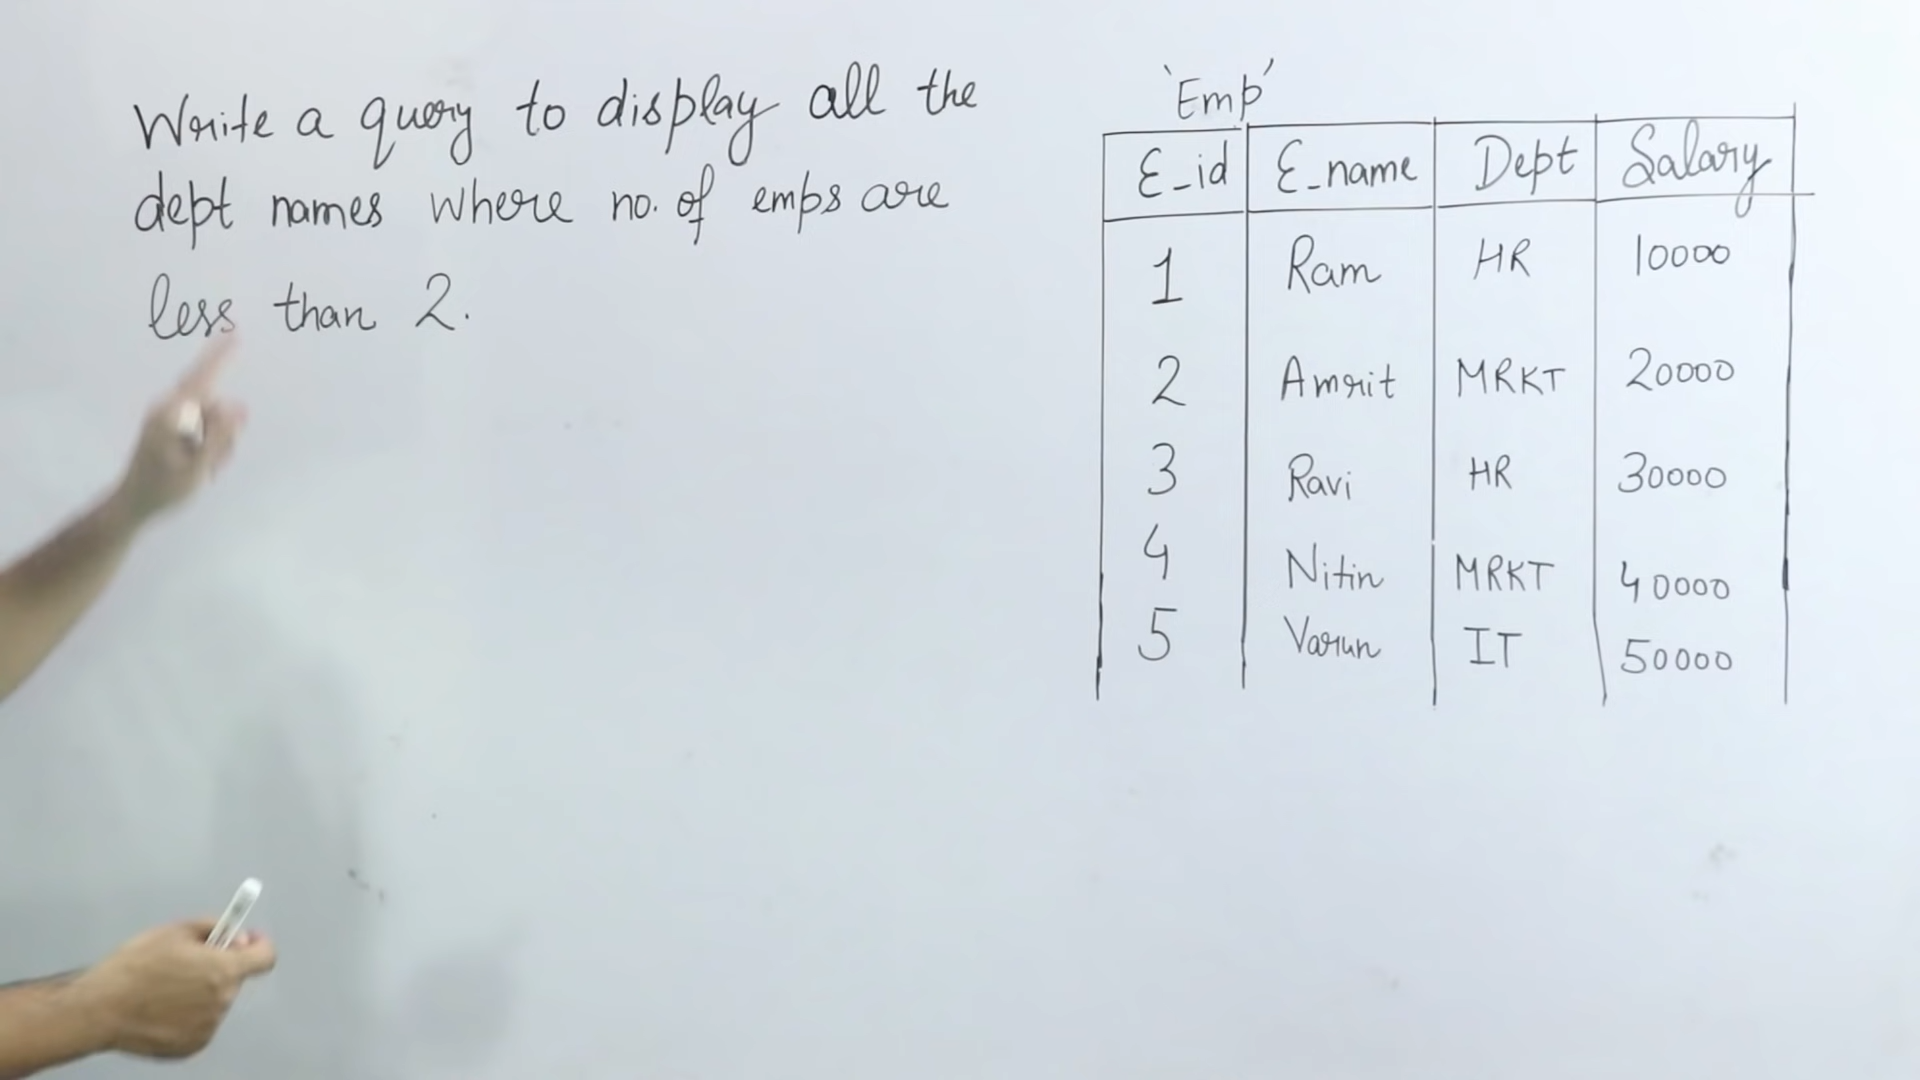 Write a query to display all the
dept names where no. of emps are
less than 2.
'Emp'
E_id E_name Dept Salary
1 Ram HR 10000
2 Amrit MRKT 20000
3 Ravi HR 30000
4 Nitin MRKT 40000
5 Varun IT 50000